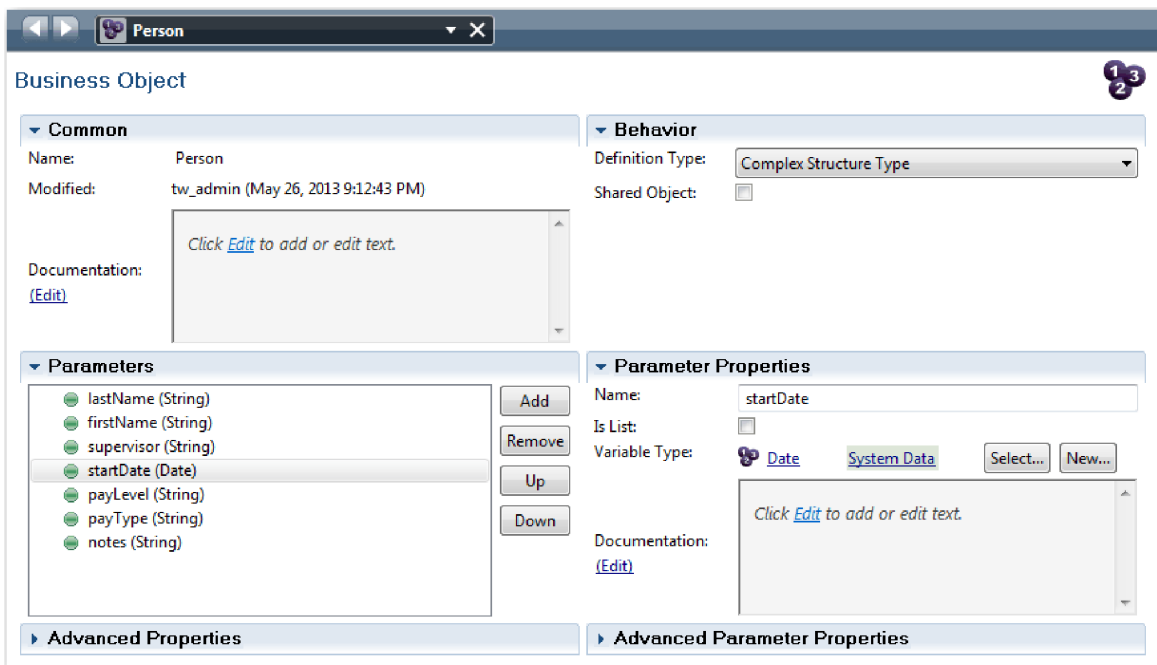 Person
Business Object
1 2 3
Common
Name: Person
Modified: tw_admin (May 26, 2013 9:12:43 PM)
Click Edit to add or edit text.
Documentation:
(Edit)
Behavior
Definition Type: Complex Structure Type
Shared Object:
Parameters
lastName (String)
firstName (String)
supervisor (String)
startDate (Date)
payLevel (String)
payType (String)
notes (String)
Add
Remove
Up
Down
Parameter Properties
Name: startDate
Is List:
Variable Type: Date System Data Select... New...
Click Edit to add or edit text.
Documentation:
(Edit)
Advanced Properties
Advanced Parameter Properties